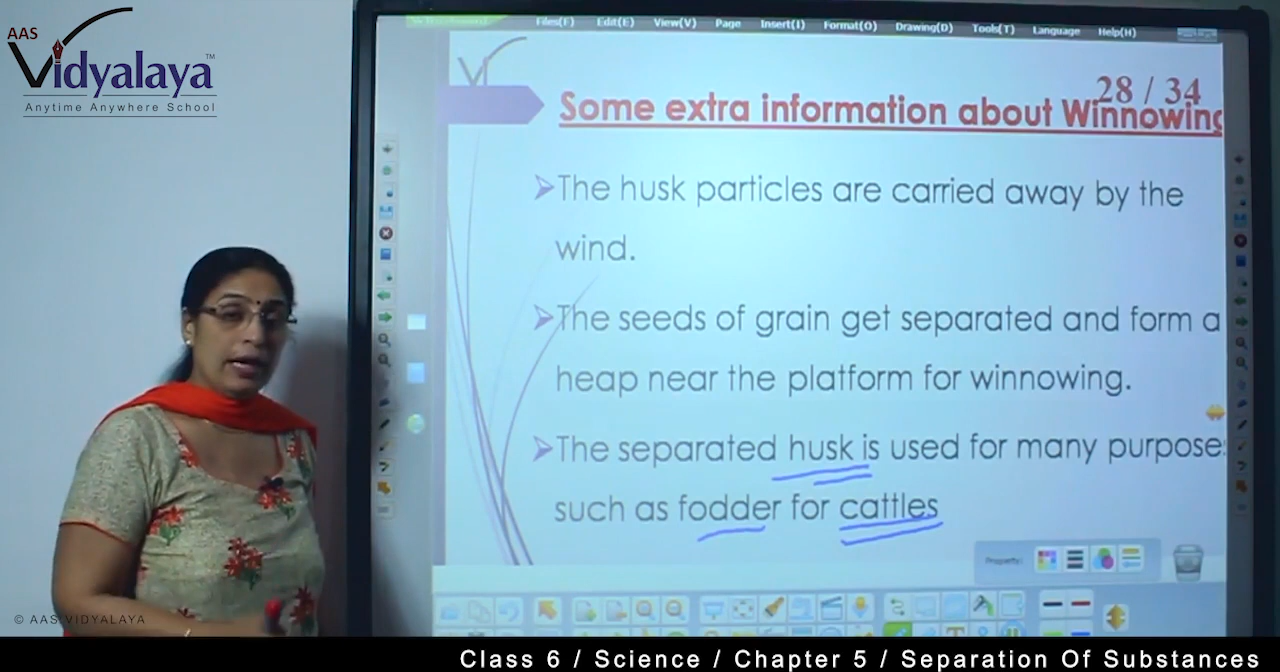 AAS
Vidyalaya™
Anytime Anywhere School
Files(F) Edit(E) View(V) Page Insert(I) Format(O) Drawing(D) Tools(T) Language Help(H)
28 / 34
Some extra information about Winnowing
➢The husk particles are carried away by the
wind.
➢The seeds of grain get separated and form a
heap near the platform for winnowing.
➢The separated husk is used for many purpose
such as fodder for cattles
Property:
© AAS VIDYALAYA
Class 6 / Science / Chapter 5 / Separation Of Substances